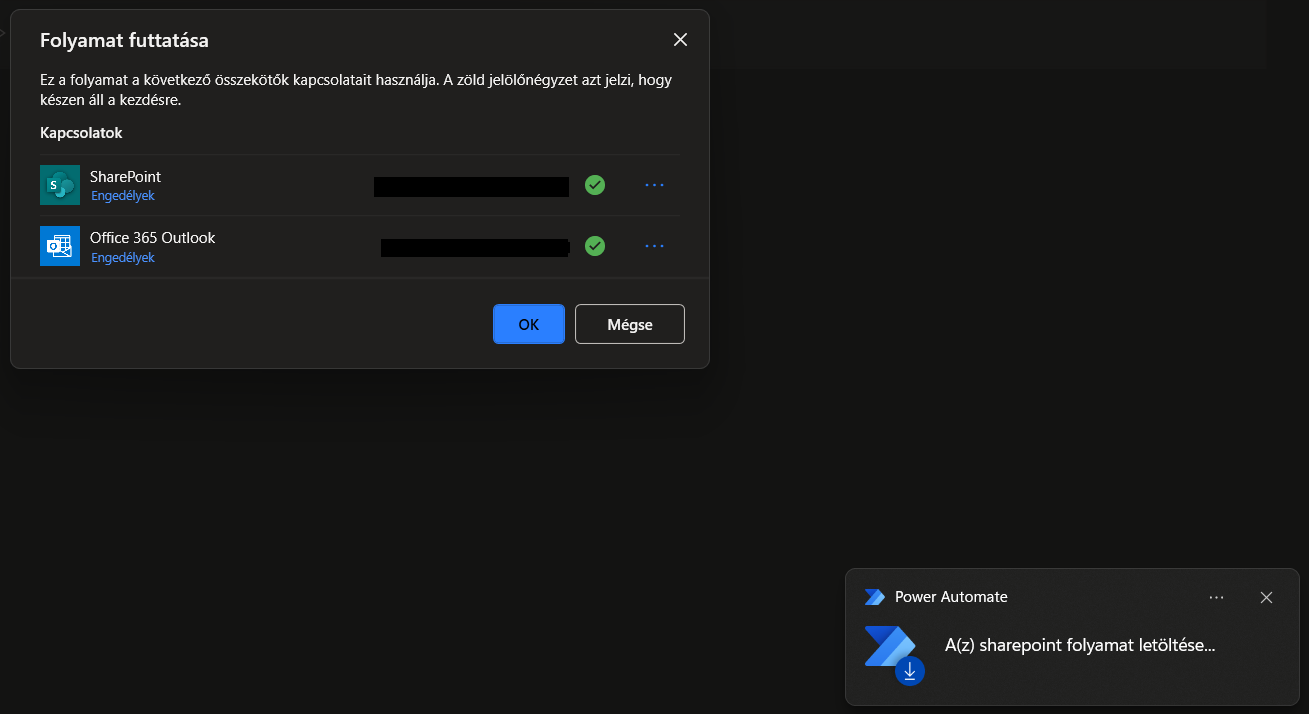 Folyamat futtatása
Ez a folyamat a következő összekötők kapcsolatait használja. A zöld jelölőnégyzet azt jelzi, hogy
készen áll a kezdésre.
Kapcsolatok
SharePoint
Engedélyek
Office 365 Outlook
Engedélyek
OK
Mégse
Power Automate
A(z) sharepoint folyamat letöltése...